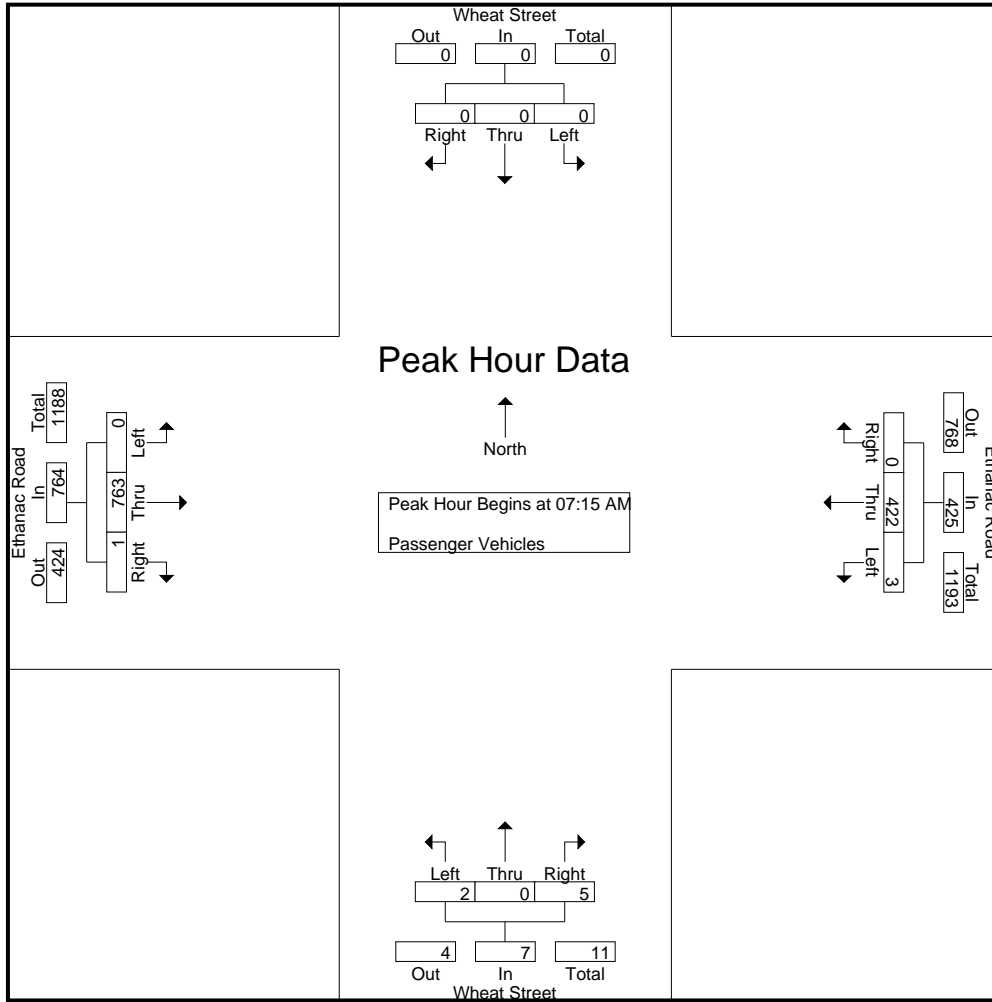 Wheat Street
Out In Total
0 0 0
0 0 0
Right Thru Left
Peak Hour Data
North
Peak Hour Begins at 07:15 AM
Passenger Vehicles
Ethanac Road
Total In Out
1188 764 424
0 763 1
Left Thru Right
Ethanac Road
Out In Total
768 425 1193
0 422 3
Right Thru Left
Left Thru Right
2 0 5
4 7 11
Out In Total
Wheat Street